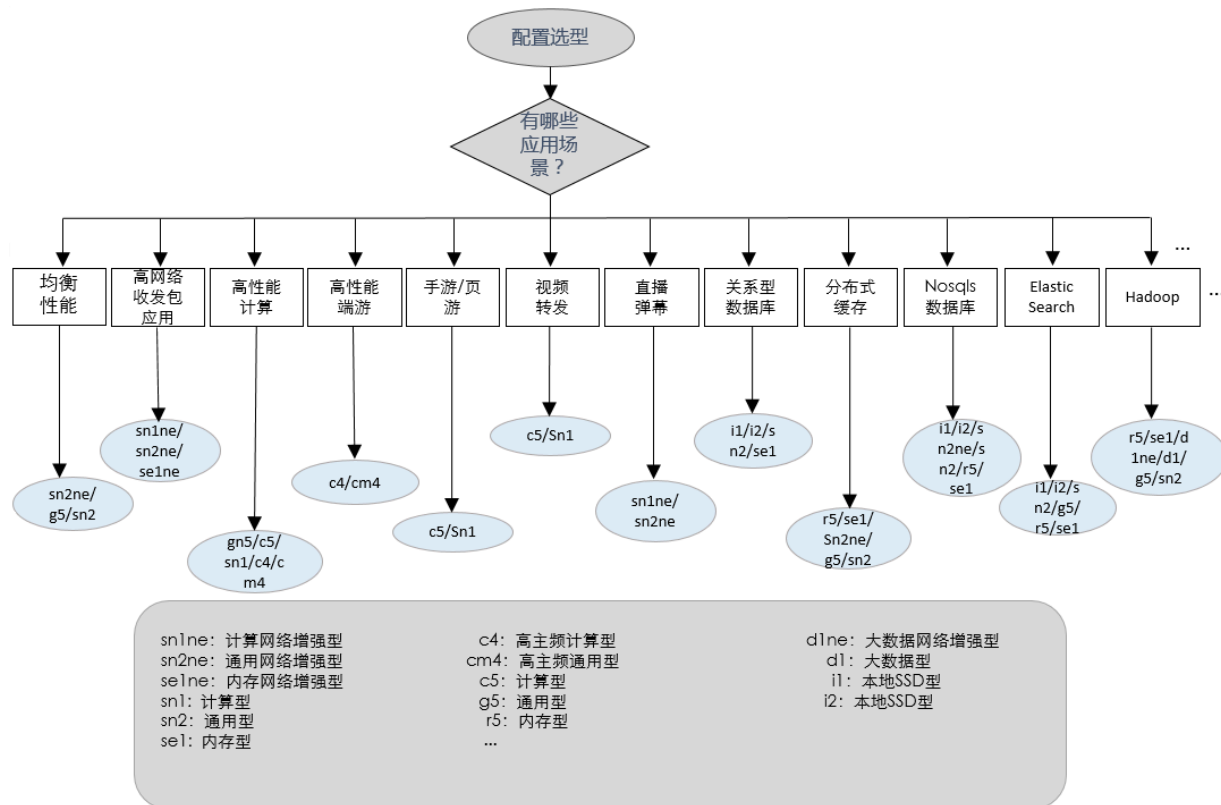 配置选型
有哪些
应用场
景？
...
均衡
性能
高网络
收发包
应用
高性能
计算
高性能
端游
手游/页
游
视频
转发
直播
弹幕
关系型
数据库
分布式
缓存
Nosqls
数据库
Elastic
Search
Hadoop
...
sn2ne/
g5/sn2
sn1ne/
sn2ne/
se1ne
gn5/c5/
sn1/c4/c
m4
c4/cm4
c5/Sn1
c5/Sn1
sn1ne/
sn2ne
i1/i2/s
n2/se1
r5/se1/
Sn2ne/
g5/sn2
i1/i2/s
n2ne/s
n2/r5/
se1
i1/i2/s
n2/g5/
r5/se1
r5/se1/d
1ne/d1/
g5/sn2
sn1ne：计算网络增强型
sn2ne：通用网络增强型
se1ne：内存网络增强型
sn1：计算型
sn2：通用型
se1：内存型
c4：高主频计算型
cm4：高主频通用型
c5：计算型
g5：通用型
r5：内存型
...
d1ne：大数据网络增强型
d1：大数据型
i1：本地SSD型
i2：本地SSD型